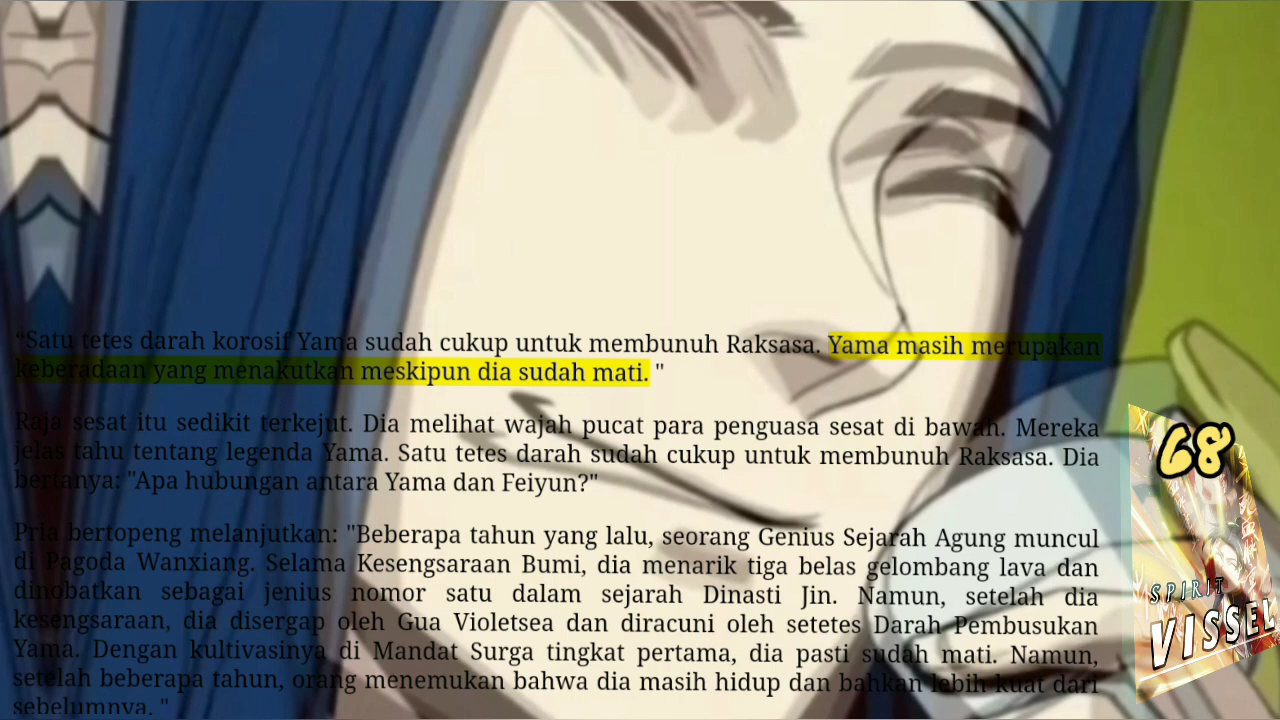 “Satu tetes darah korosif Yama sudah cukup untuk membunuh Raksasa. Yama masih merupakan
keberadaan yang menakutkan meskipun dia sudah mati. "
Raja sesat itu sedikit terkejut. Dia melihat wajah pucat para penguasa sesat di bawah. Mereka
jelas tahu tentang legenda Yama. Satu tetes darah sudah cukup untuk membunuh Raksasa. Dia
bertanya: "Apa hubungan antara Yama dan Feiyun?"
Pria bertopeng melanjutkan: "Beberapa tahun yang lalu, seorang Genius Sejarah Agung muncul
di Pagoda Wanxiang. Selama Kesengsaraan Bumi, dia menarik tiga belas gelombang lava dan
dinobatkan sebagai jenius nomor satu dalam sejarah Dinasti Jin. Namun, setelah dia
kesengsaraan, dia disergap oleh Gua Violetsea dan diracuni oleh setetes Darah Pembusukan
Yama. Dengan kultivasinya di Mandat Surga tingkat pertama, dia pasti sudah mati. Namun,
setelah beberapa tahun, orang menemukan bahwa dia masih hidup dan bahkan lebih kuat dari
sebelumnya. "
68
SPIRIT
VISSEL